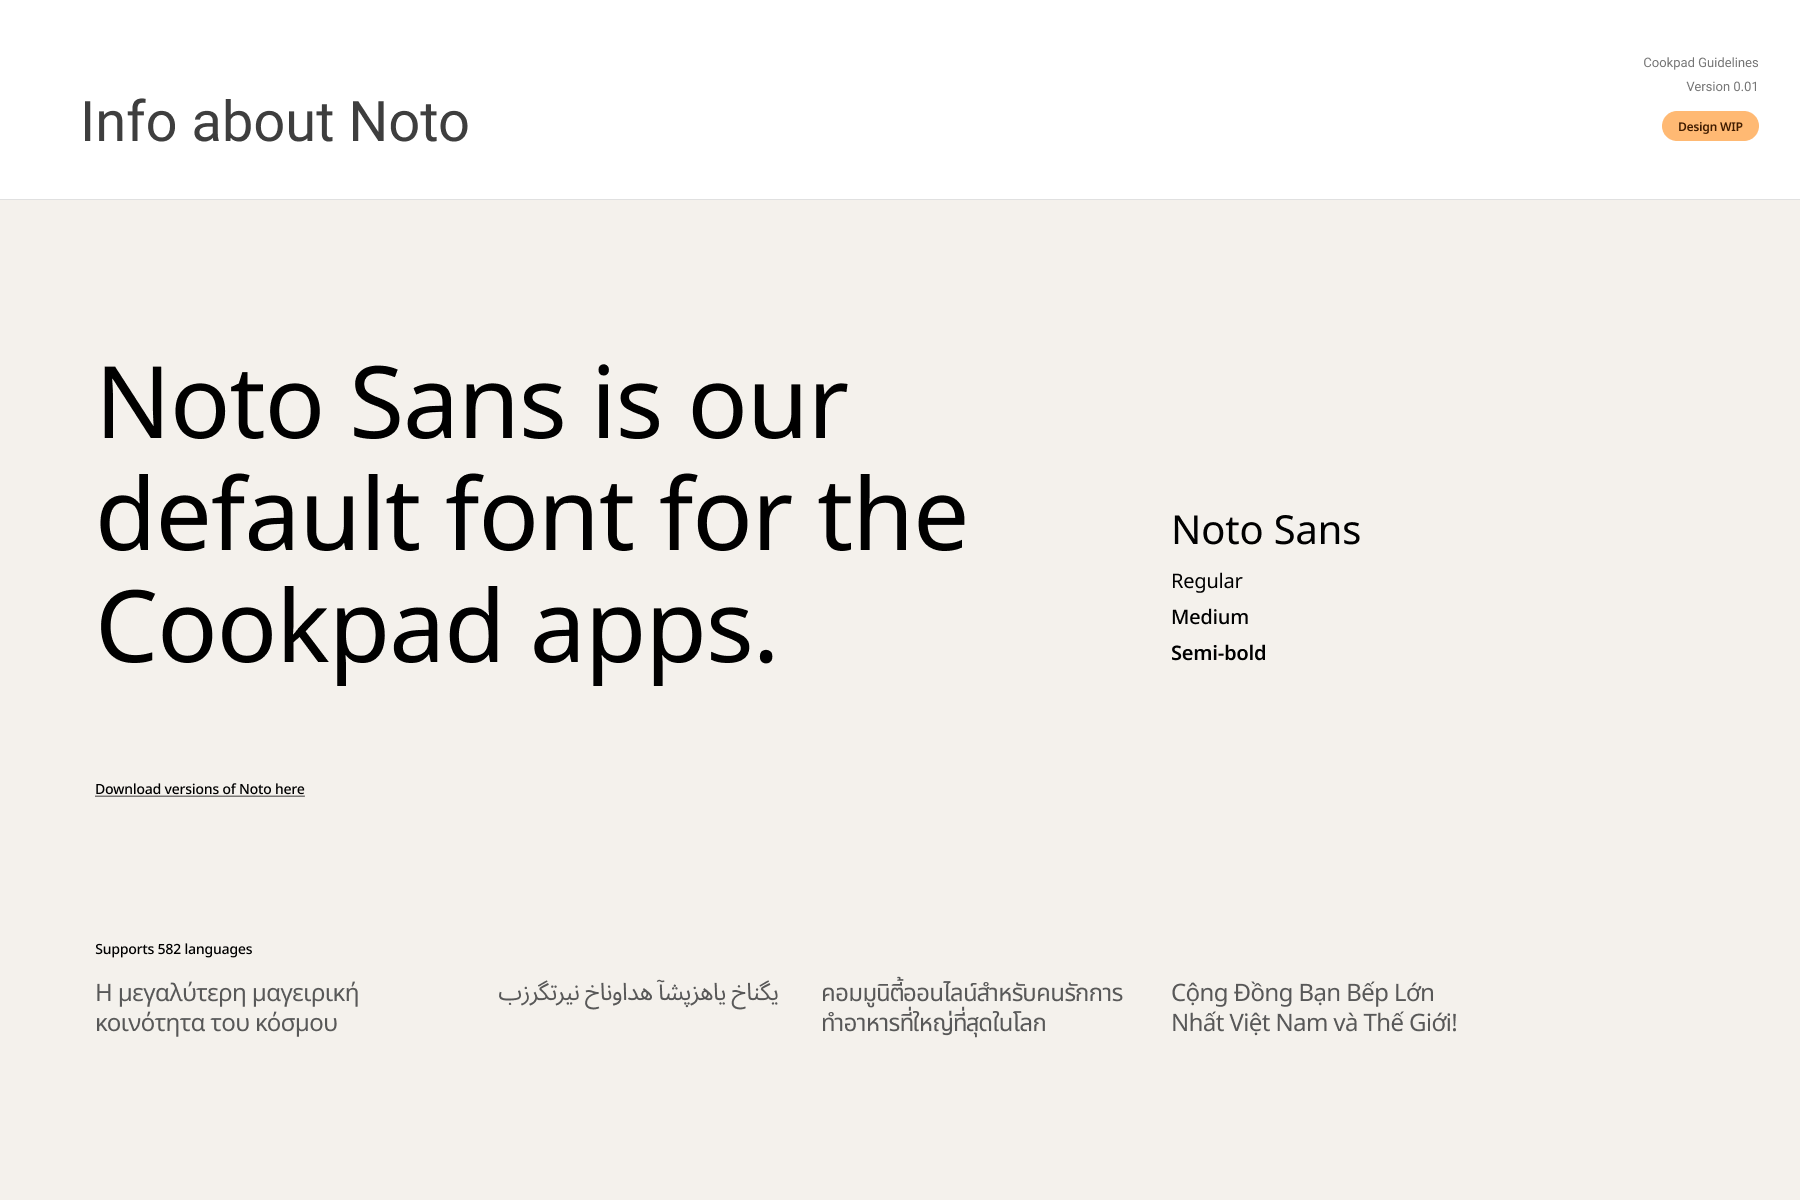 Info about Noto
Cookpad Guidelines
Version 0.01
Design WIP
Noto Sans is our
default font for the
Cookpad apps.
Noto Sans
Regular
Medium
Semi-bold
Download versions of Noto here
Supports 582 languages
Η μεγαλύτερη μαγειρική
κοινότητα του κόσμου
یگناخ یاهزپشآ هداوناخ نیرتگرزب
คอมมูนิตี้ออนไลน์สำหรับคนรักการ
ทำอาหารที่ใหญ่ที่สุดในโลก
Cộng Đồng Bạn Bếp Lớn
Nhất Việt Nam và Thế Giới!